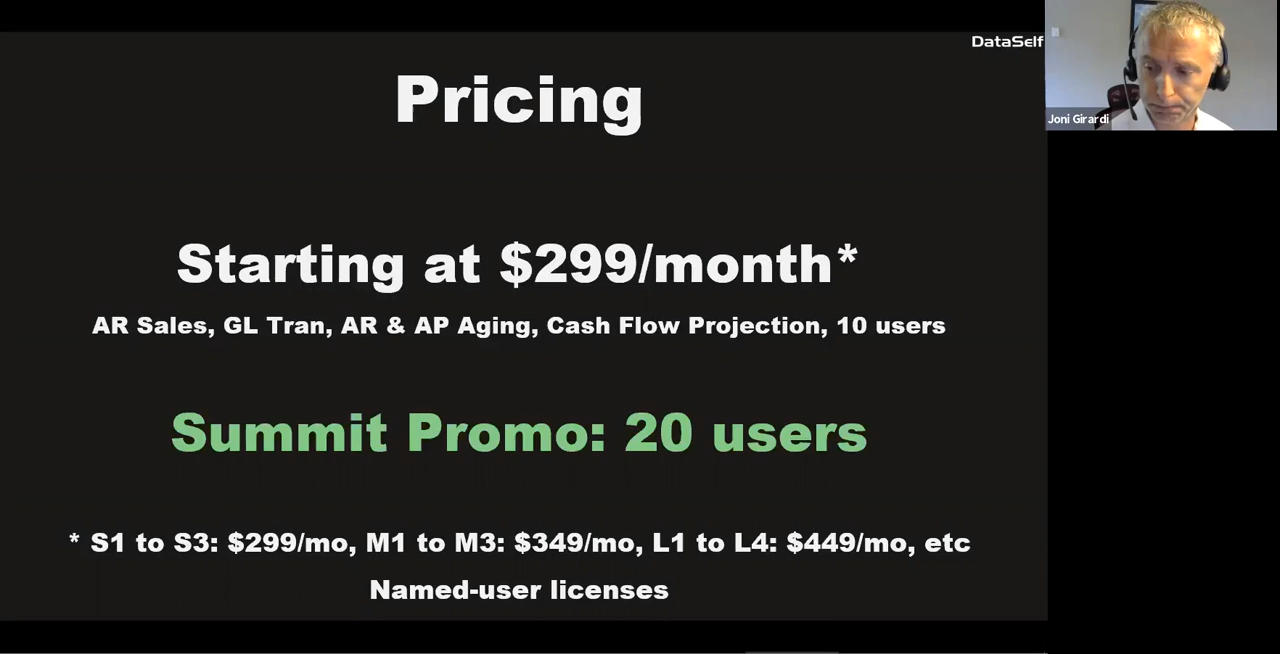 DataSelf
Pricing
Starting at $299/month*
AR Sales, GL Tran, AR & AP Aging, Cash Flow Projection, 10 users
Summit Promo: 20 users
* S1 to S3: $299/mo, M1 to M3: $349/mo, L1 to L4: $449/mo, etc
Named-user licenses
Joni Girardi